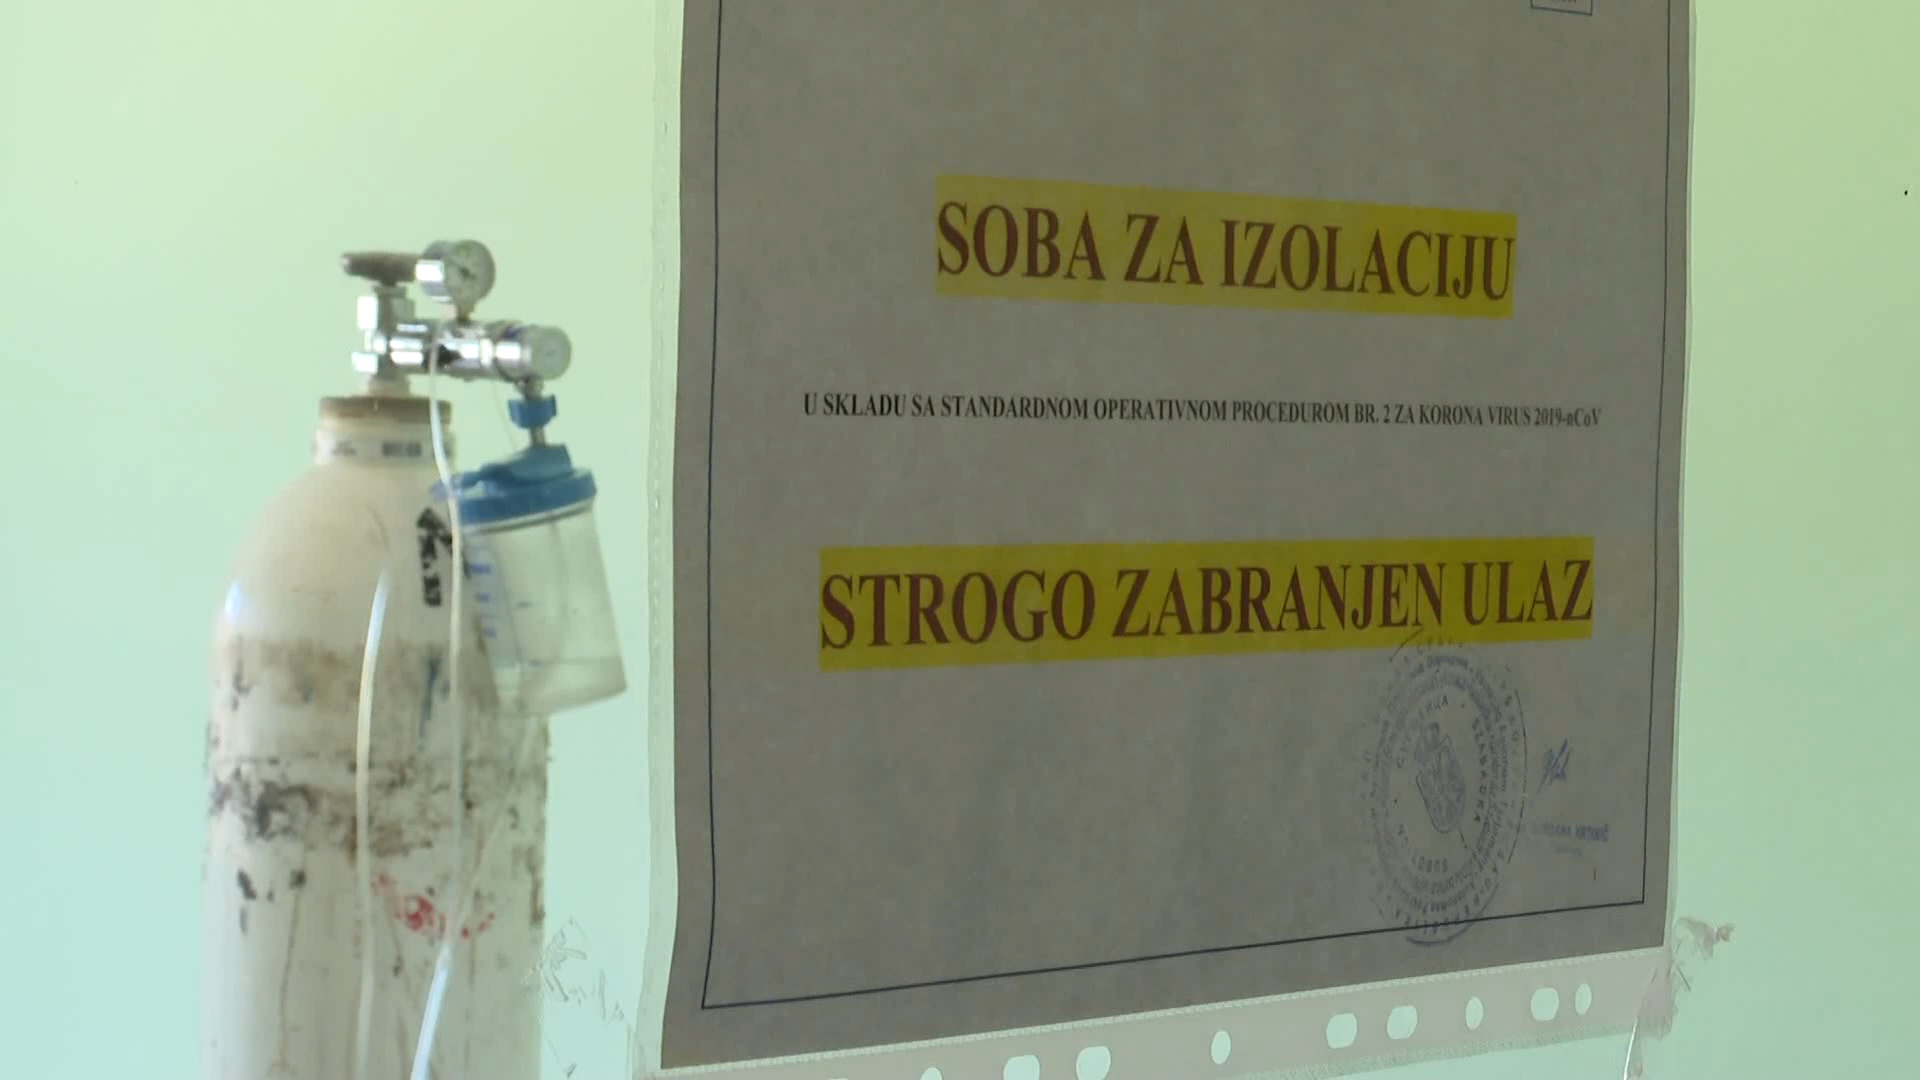 SOBA ZA IZOLACIJU
U SKLADU SA STANDARDNOM OPERATIVNOM PROCEDUROM BR. 2 ZA KORONA VIRUS 2019-nCoV
STROGO ZABRANJEN ULAZ